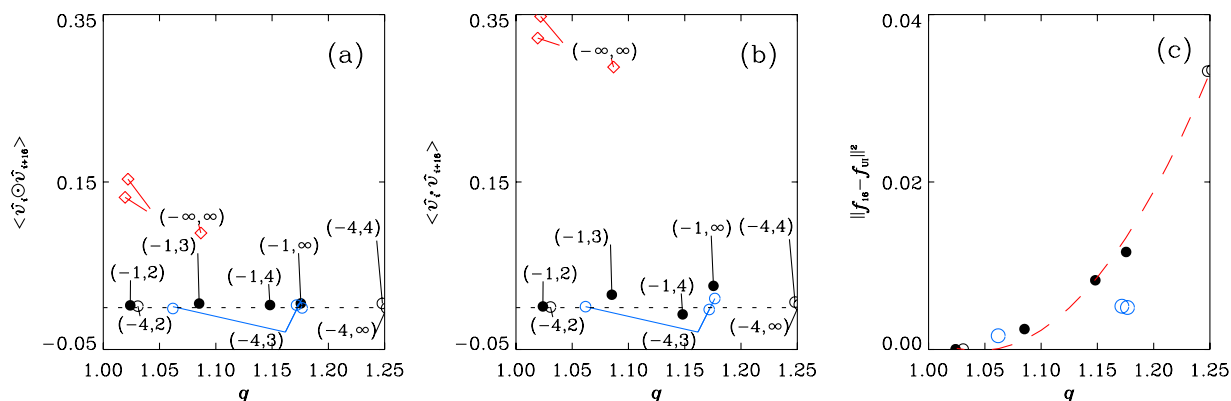 <v̂ᵢ⊙v̂ᵢ₊₁₆>
0.35
0.15
−0.05
(a)
(−∞,∞)
(−4,4)
(−1,3)
(−1,∞)
(−1,2)
(−1,4)
(−4,2)
(−4,3)
(−4,∞)
1.00 1.05 1.10 1.15 1.20 1.25
q
<v̂ᵢ•v̂ᵢ₊₁₆>
0.35
0.15
−0.05
(b)
(−∞,∞)
(−1,3)
(−1,∞)
(−4,4)
(−1,2)
(−1,4)
(−4,2)
(−4,3)
(−4,∞)
1.00 1.05 1.10 1.15 1.20 1.25
q
||f₁₆−f_UI||²
0.04
0.02
0.00
(c)
1.00 1.05 1.10 1.15 1.20 1.25
q